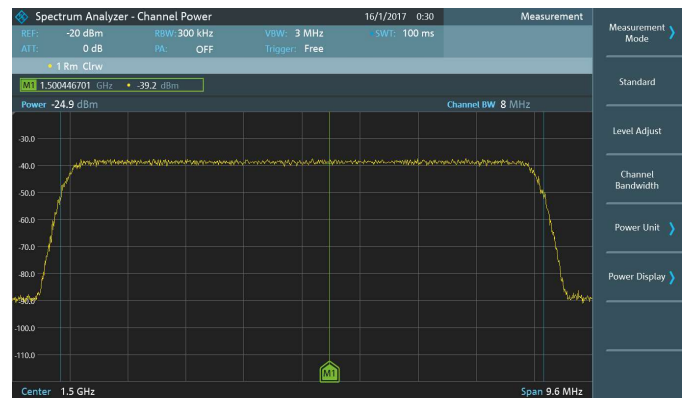 Spectrum Analyzer - Channel Power 16/1/2017 0:30 Measurement
REF: -20 dBm RBW: 300 kHz VBW: 3 MHz SWT: 100 ms
ATT: 0 dB PA: OFF Trigger: Free
1 Rm Clrw
M1 1.500446701 GHz • -39.2 dBm
Power -24.9 dBm Channel BW 8 MHz
-30.0
-40.0
-50.0
-60.0
-70.0
-80.0
-90.0
-100.0
-110.0
M1
Center 1.5 GHz Span 9.6 MHz
Measurement
Mode
Standard
Level Adjust
Channel
Bandwidth
Power Unit
Power Display